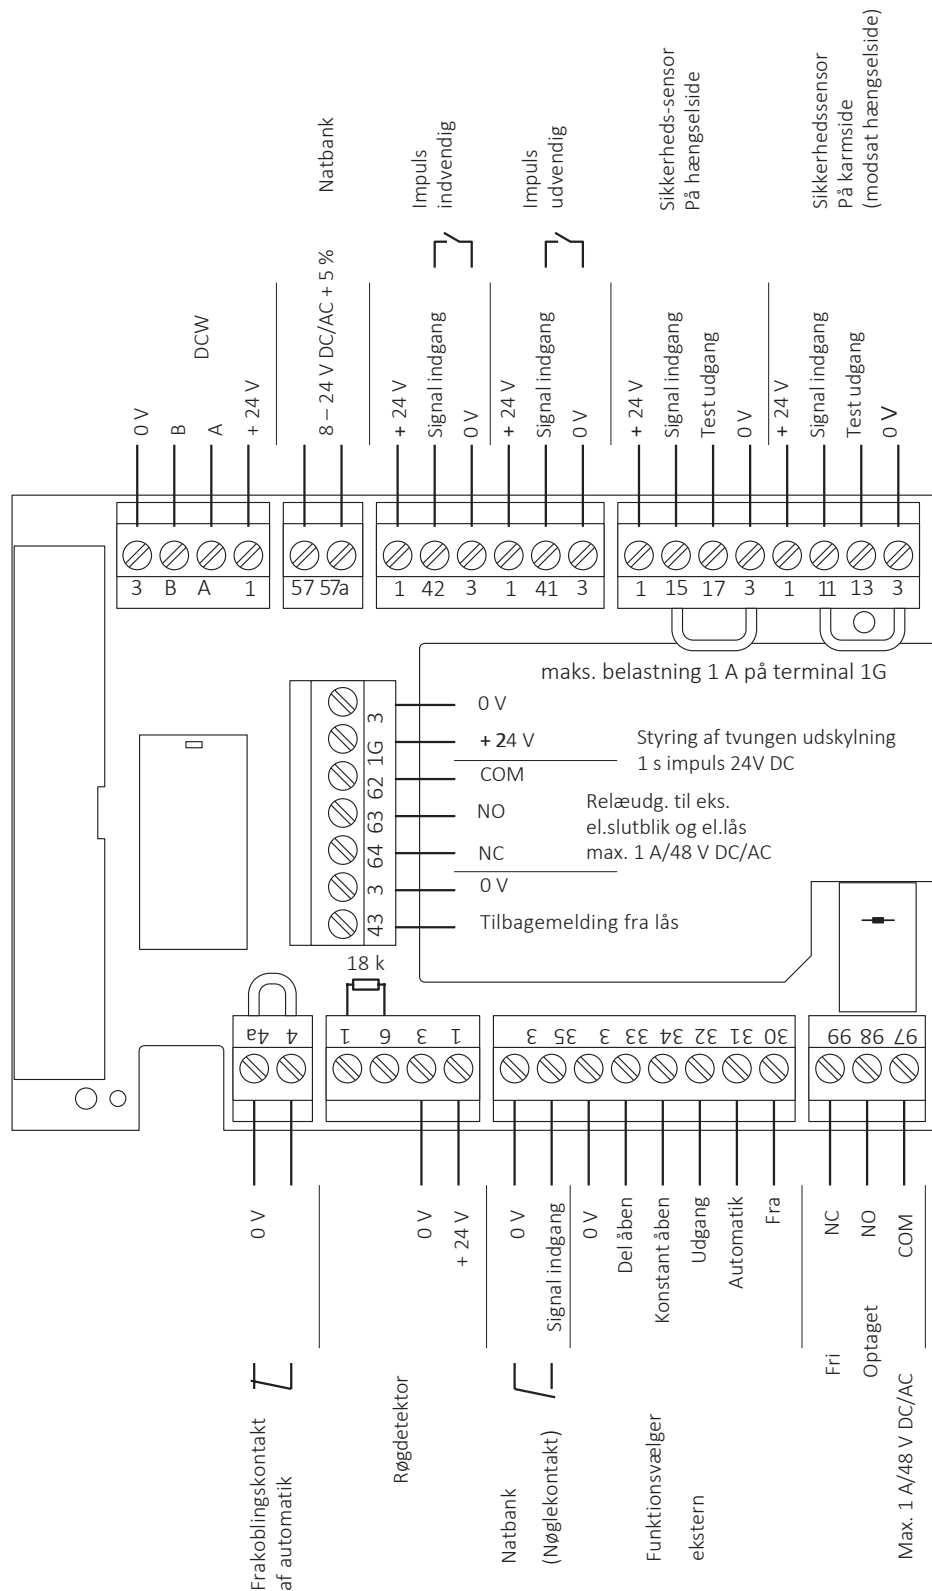 Natbank
Impuls
indvendig
Impuls
udvendig
Sikkerheds-sensor
På hængselside
Sikkerhedssensor
På karmside
(modsat hængselside)
DCW
0 V
B
A
+ 24 V
8 – 24 V DC/AC + 5 %
+ 24 V
Signal indgang
0 V
+ 24 V
Signal indgang
0 V
+ 24 V
Signal indgang
Test udgang
0 V
+ 24 V
Signal indgang
Test udgang
0 V
3 B A 1
57 57a
1 42 3 1 41 3
1 15 17 3 1 11 13 3
maks. belastning 1 A på terminal 1G
3
0 V
1G
+ 24 V
Styring af tvungen udskylning
1 s impuls 24V DC
62
COM
63
NO
Relæudg. til eks.
el.slutblik og el.lås
max. 1 A/48 V DC/AC
64
NC
3
0 V
43
Tilbagemelding fra lås
18 k
4a 4
1 6 3 1
3 35 3 33 34 32 31 30
99 98 97
0 V
0 V
+ 24 V
0 V
Signal indgang
0 V
Del åben
Konstant åben
Udgang
Automatik
Fra
NC
NO
COM
Fri
Optaget
Max. 1 A/48 V DC/AC
Frakoblingskontakt
af automatik
Røgdetektor
Natbank
(Nøglekontakt)
Funktionsvælger
ekstern